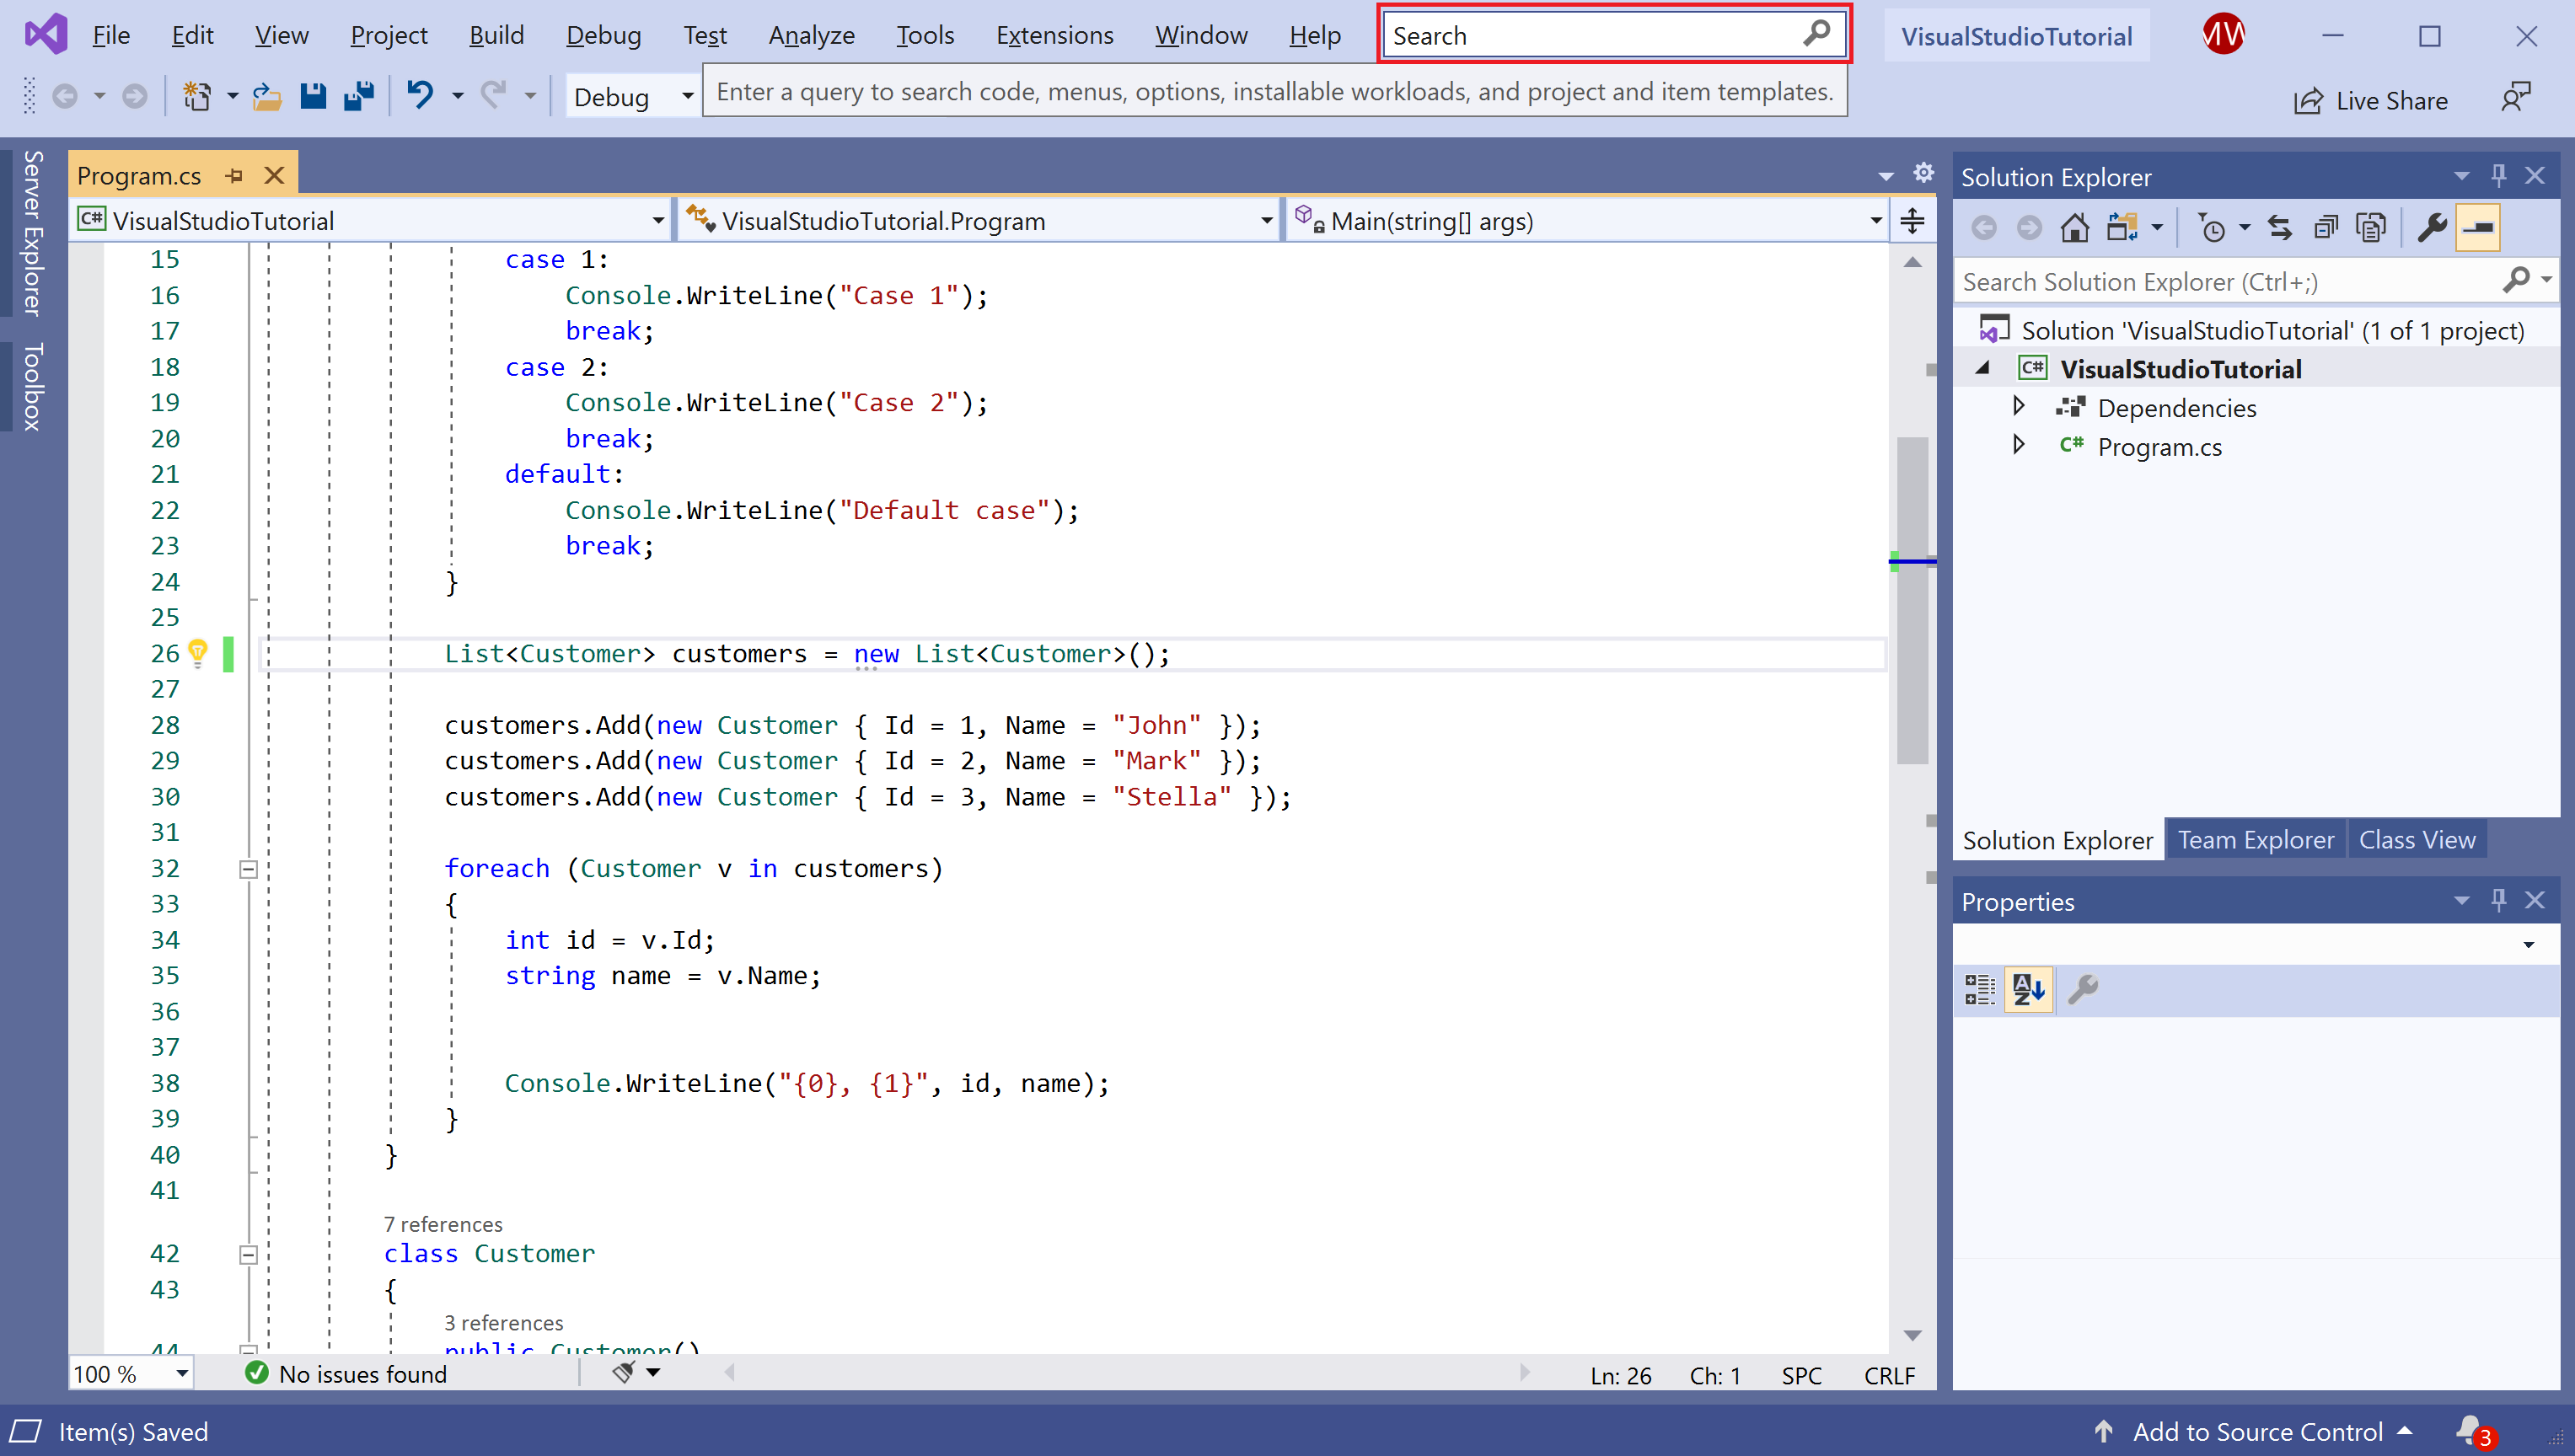 File Edit View Project Build Debug Test Analyze Tools Extensions Window Help Search VisualStudioTutorial MW
Debug Enter a query to search code, menus, options, installable workloads, and project and item templates. Live Share
Server Explorer
Toolbox
Program.cs
C# VisualStudioTutorial VisualStudioTutorial.Program Main(string[] args)
15 case 1:
16 Console.WriteLine("Case 1");
17 break;
18 case 2:
19 Console.WriteLine("Case 2");
20 break;
21 default:
22 Console.WriteLine("Default case");
23 break;
24 }
25
26 List<Customer> customers = new List<Customer>();
27
28 customers.Add(new Customer { Id = 1, Name = "John" });
29 customers.Add(new Customer { Id = 2, Name = "Mark" });
30 customers.Add(new Customer { Id = 3, Name = "Stella" });
31
32 foreach (Customer v in customers)
33 {
34 int id = v.Id;
35 string name = v.Name;
36
37
38 Console.WriteLine("{0}, {1}", id, name);
39 }
40 }
41
7 references
42 class Customer
43 {
3 references
44 public Customer()
100 % No issues found Ln: 26 Ch: 1 SPC CRLF
Solution Explorer
Search Solution Explorer (Ctrl+;)
Solution 'VisualStudioTutorial' (1 of 1 project)
C# VisualStudioTutorial
Dependencies
C# Program.cs
Solution Explorer Team Explorer Class View
Properties
Item(s) Saved Add to Source Control 3